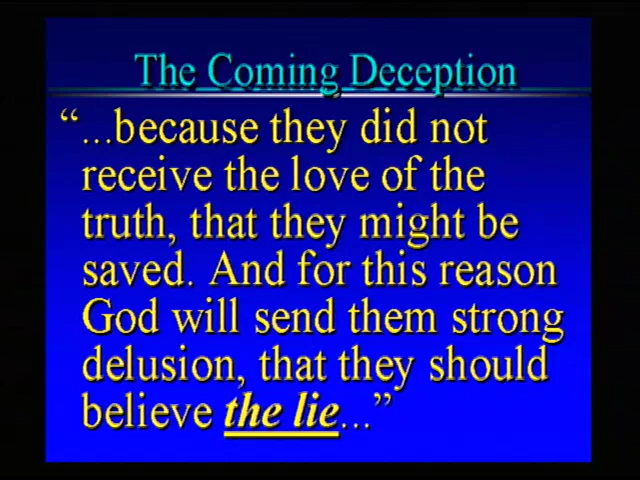 The Coming Deception
“...because they did not
receive the love of the
truth, that they might be
saved. And for this reason
God will send them strong
delusion, that they should
believe the lie...”